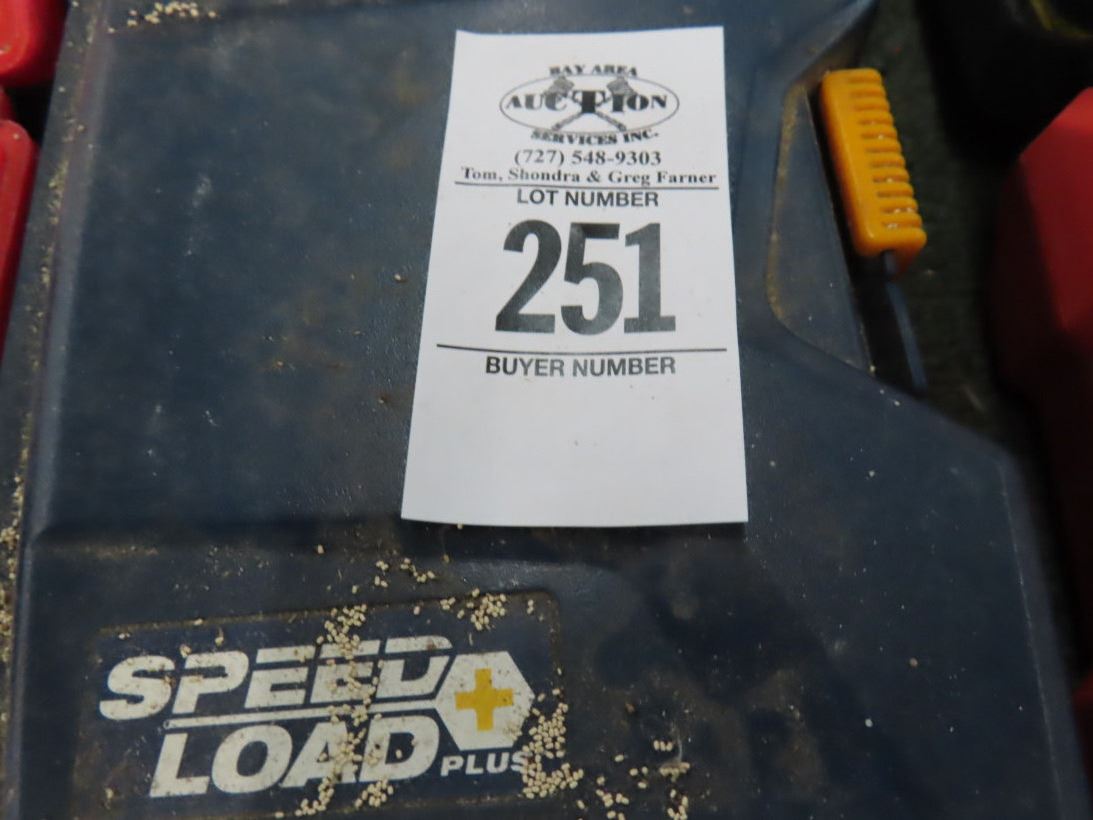 BAY AREA
AUCTION
SERVICES INC.
(727) 548-9303
Tom, Shondra & Greg Farner
LOT NUMBER
251
BUYER NUMBER
SPEED
LOAD PLUS